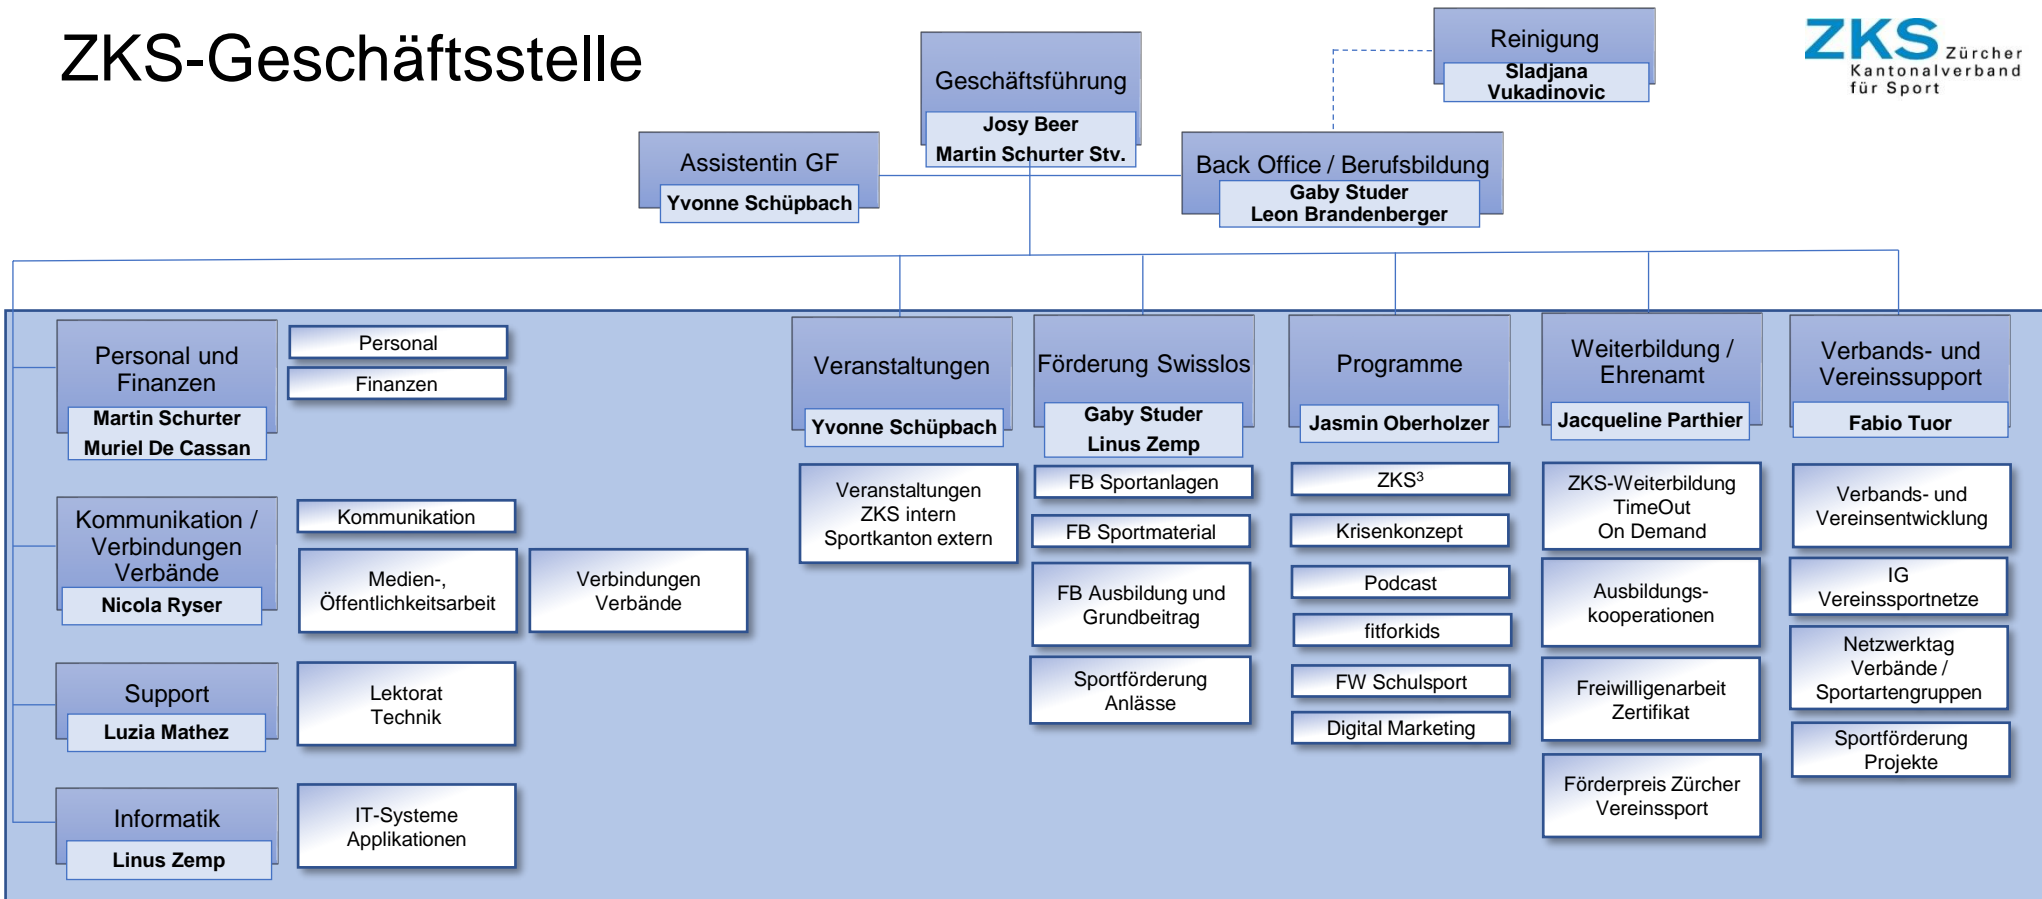 ZKS-Geschäftsstelle
Geschäftsführung
Josy Beer
Martin Schurter Stv.
Reinigung
Sladjana
Vukadinovic
ZKS Zürcher
Kantonalverband
für Sport
Assistentin GF
Yvonne Schüpbach
Back Office / Berufsbildung
Gaby Studer
Leon Brandenberger
Personal und
Finanzen
Martin Schurter
Muriel De Cassan
Personal
Finanzen
Kommunikation /
Verbindungen
Verbände
Nicola Ryser
Kommunikation
Medien-,
Öffentlichkeitsarbeit
Verbindungen
Verbände
Support
Luzia Mathez
Lektorat
Technik
Informatik
Linus Zemp
IT-Systeme
Applikationen
Veranstaltungen
Yvonne Schüpbach
Veranstaltungen
ZKS intern
Sportkanton extern
Förderung Swisslos
Gaby Studer
Linus Zemp
FB Sportanlagen
FB Sportmaterial
FB Ausbildung und
Grundbeitrag
Sportförderung
Anlässe
Programme
Jasmin Oberholzer
ZKS³
Krisenkonzept
Podcast
fitforkids
FW Schulsport
Digital Marketing
Weiterbildung /
Ehrenamt
Jacqueline Parthier
ZKS-Weiterbildung
TimeOut
On Demand
Ausbildungs-
kooperationen
Freiwilligenarbeit
Zertifikat
Förderpreis Zürcher
Vereinssport
Verbands- und
Vereinssupport
Fabio Tuor
Verbands- und
Vereinsentwicklung
IG
Vereinssportnetze
Netzwerktag
Verbände /
Sportartengruppen
Sportförderung
Projekte